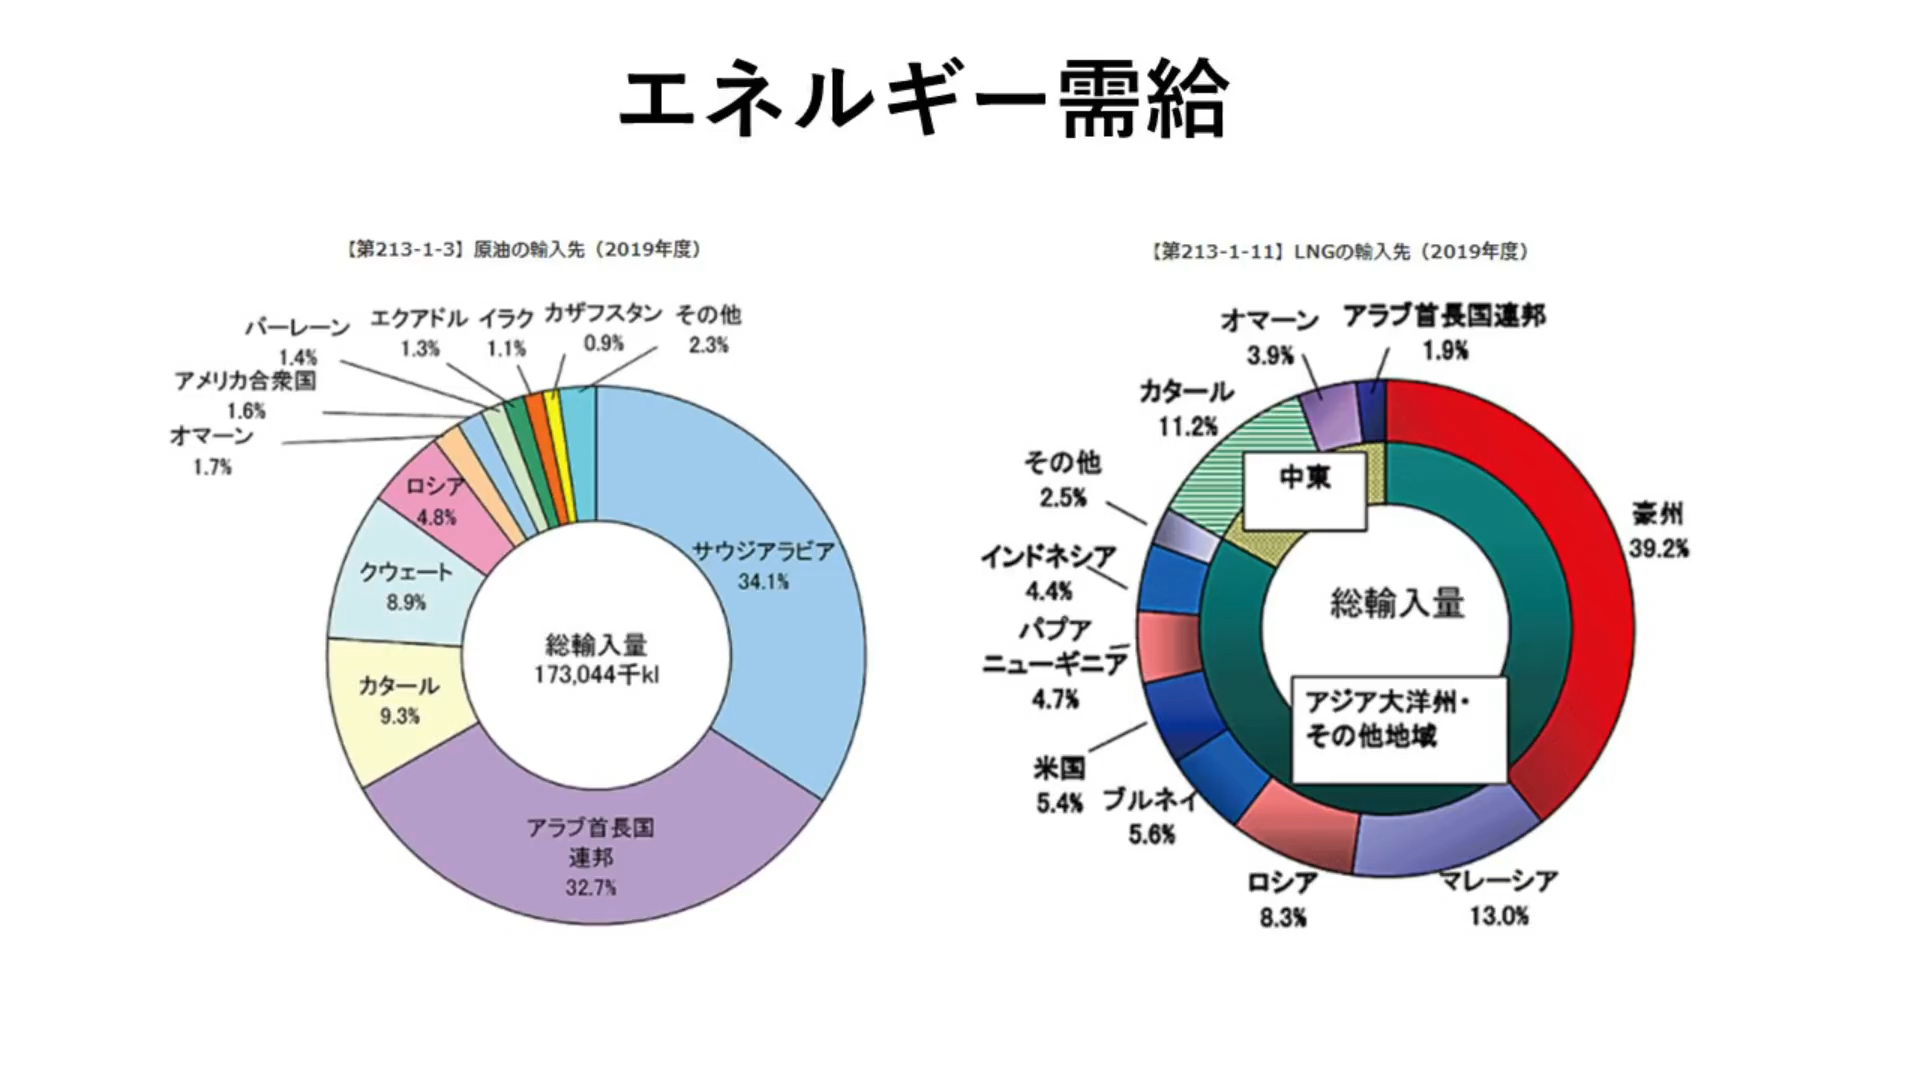 エネルギー需給
【第213-1-3】原油の輸入先（2019年度）
バーレーン
1.4%
エクアドル
1.3%
イラク
1.1%
カザフスタン
0.9%
その他
2.3%
アメリカ合衆国
1.6%
オマーン
1.7%
ロシア
4.8%
クウェート
8.9%
カタール
9.3%
サウジアラビア
34.1%
総輸入量
173,044千kl
アラブ首長国
連邦
32.7%
【第213-1-11】LNGの輸入先（2019年度）
オマーン
3.9%
アラブ首長国連邦
1.9%
カタール
11.2%
その他
2.5%
インドネシア
4.4%
パプア
ニューギニア
4.7%
米国
5.4%
ブルネイ
5.6%
ロシア
8.3%
マレーシア
13.0%
豪州
39.2%
中東
総輸入量
アジア大洋州・
その他地域